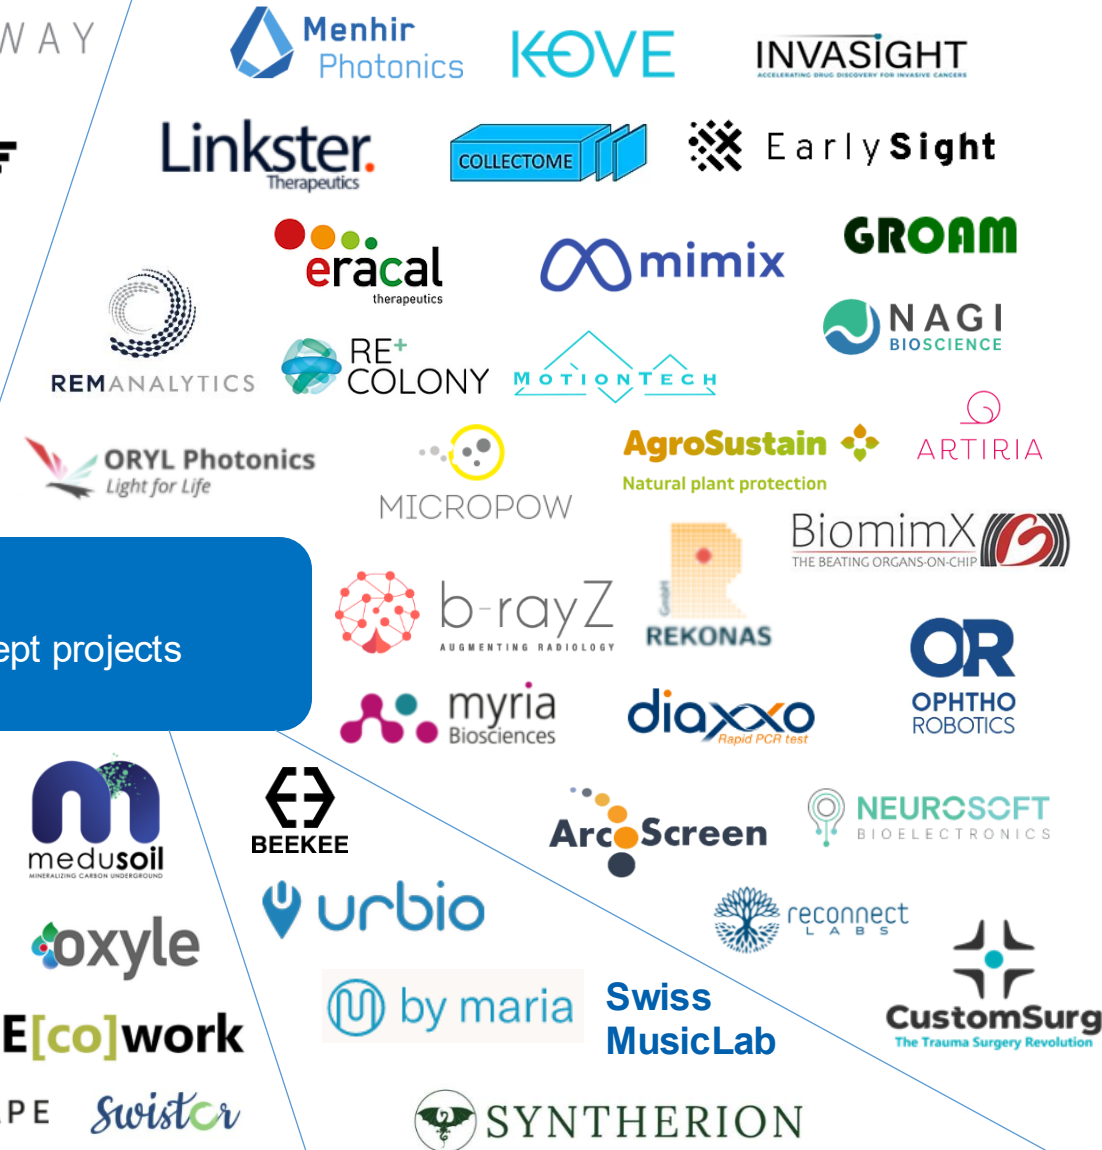 WAY
Menhir
Photonics
KOVE
INVASIGHT
ACCELERATING DRUG DISCOVERY FOR INVASIVE CANCERS
Linkster.
Therapeutics
COLLECTOME
EarlySight
eracal
therapeutics
mimix
GROAM
NAGI
BIOSCIENCE
REMANALYTICS
RE+
COLONY
MOTIONTECH
ARTIRIA
ORYL Photonics
Light for Life
MICROPOW
AgroSustain
Natural plant protection
BiomimX
THE BEATING ORGANS-ON-CHIP
b-rayZ
AUGMENTING RADIOLOGY
GmbH
REKONAS
ept projects
OR
OPHTHO
ROBOTICS
myria
Biosciences
diaxxo
Rapid PCR test
medusoil
MINERALIZING CARBON UNDERGROUND
BEEKEE
ArcoScreen
NEUROSOFT
BIOELECTRONICS
urbio
reconnect
LABS
oxyle
by maria
Swiss
MusicLab
CustomSurg
The Trauma Surgery Revolution
E[co]work
PE
swistor
SYNTHERION